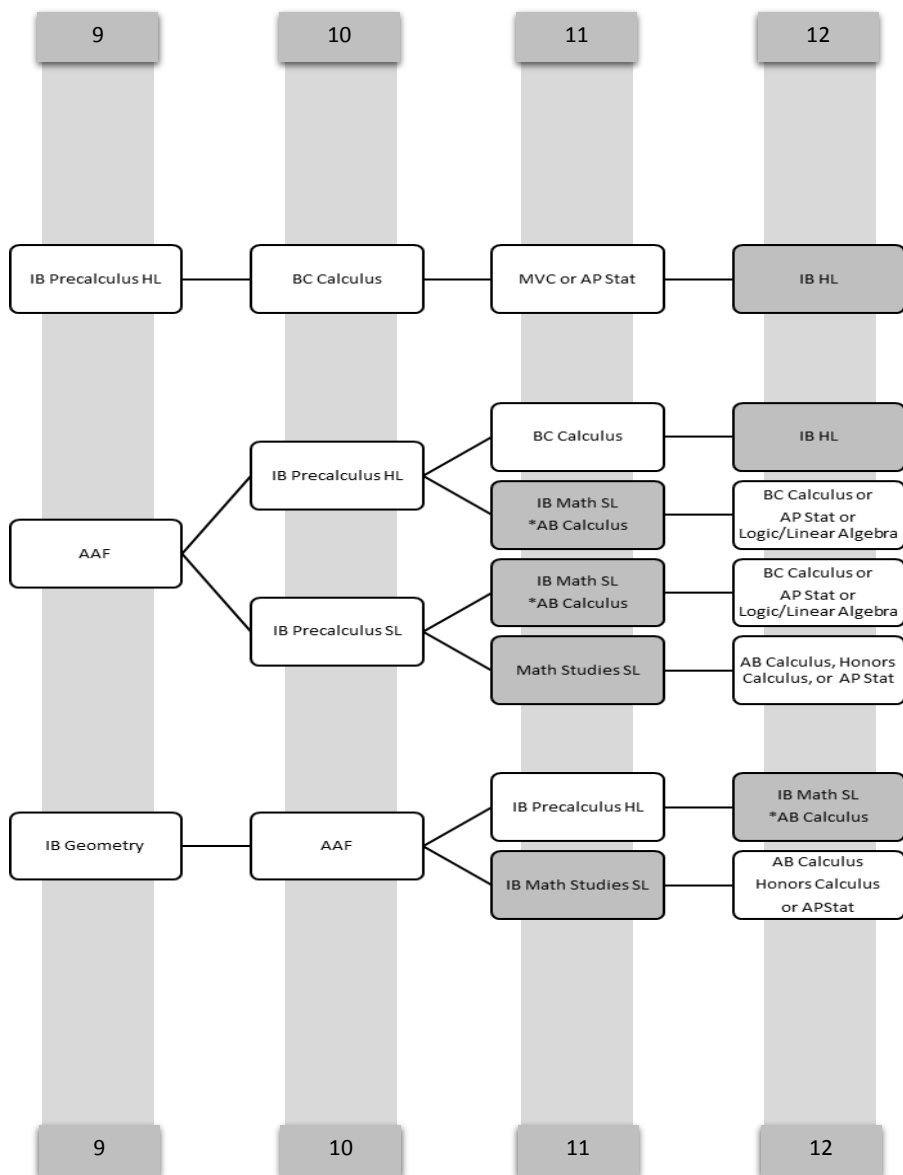 9
10
11
12
IB Precalculus HL
BC Calculus
MVC or AP Stat
IB HL
BC Calculus
IB HL
IB Precalculus HL
IB Math SL
*AB Calculus
BC Calculus or
AP Stat or
Logic/Linear Algebra
AAF
IB Precalculus SL
IB Math SL
*AB Calculus
BC Calculus or
AP Stat or
Logic/Linear Algebra
Math Studies SL
AB Calculus, Honors
Calculus, or AP Stat
IB Geometry
AAF
IB Precalculus HL
IB Math SL
*AB Calculus
IB Math Studies SL
AB Calculus
Honors Calculus
or APStat
9
10
11
12